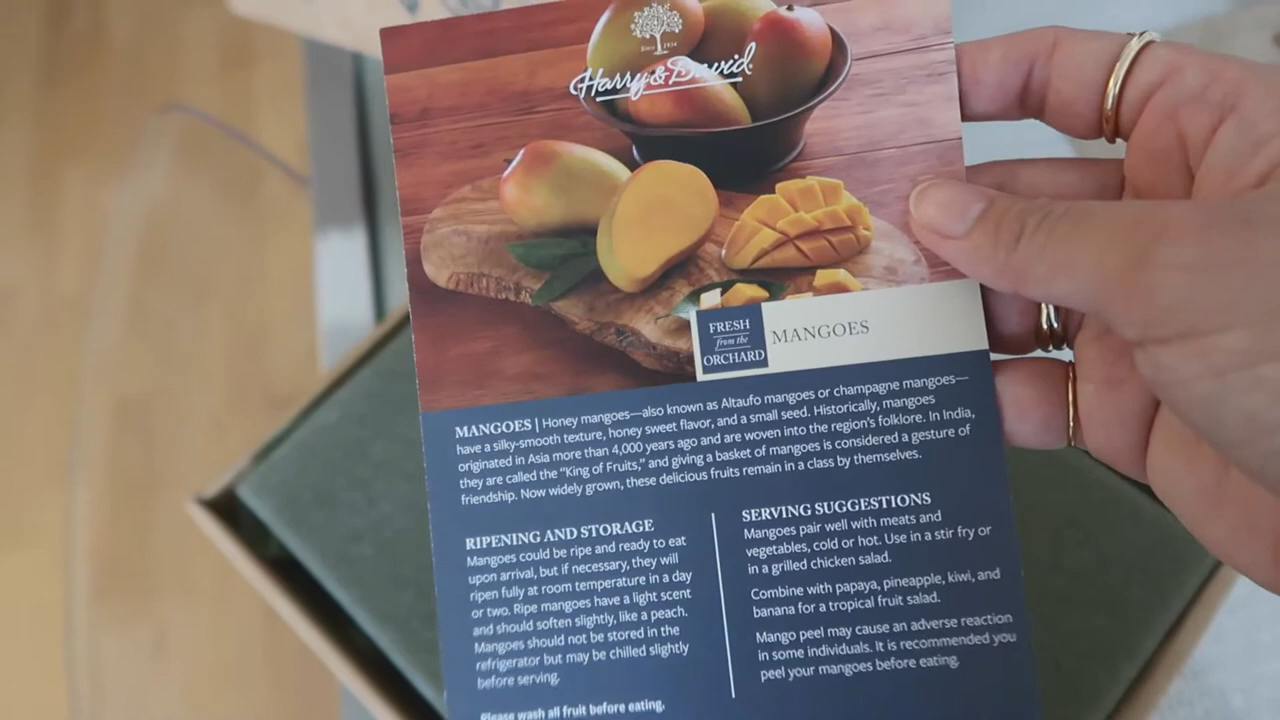 Since 1934
Harry & David
FRESH
from the
ORCHARD
MANGOES
MANGOES | Honey mangoes—also known as Altaufo mangoes or champagne mangoes—
have a silky-smooth texture, honey sweet flavor, and a small seed. Historically, mangoes
originated in Asia more than 4,000 years ago and are woven into the region's folklore. In India,
they are called the "King of Fruits," and giving a basket of mangoes is considered a gesture of
friendship. Now widely grown, these delicious fruits remain in a class by themselves.
RIPENING AND STORAGE
Mangoes could be ripe and ready to eat
upon arrival, but if necessary, they will
ripen fully at room temperature in a day
or two. Ripe mangoes have a light scent
and should soften slightly, like a peach.
Mangoes should not be stored in the
refrigerator but may be chilled slightly
before serving.
Please wash all fruit before eating.
SERVING SUGGESTIONS
Mangoes pair well with meats and
vegetables, cold or hot. Use in a stir fry or
in a grilled chicken salad.
Combine with papaya, pineapple, kiwi, and
banana for a tropical fruit salad.
Mango peel may cause an adverse reaction
in some individuals. It is recommended you
peel your mangoes before eating.